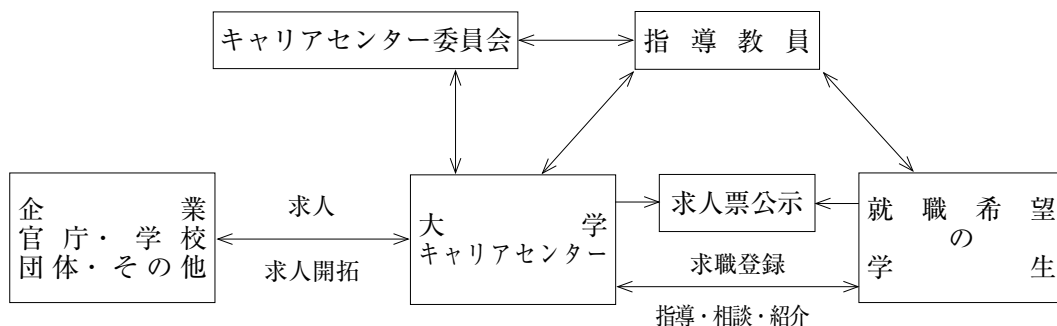 キャリアセンター委員会
指導教員
企業
官庁・学校
団体・その他
求人
求人開拓
大学
キャリアセンター
求人票公示
求職登録
指導・相談・紹介
就職希望
の
学生